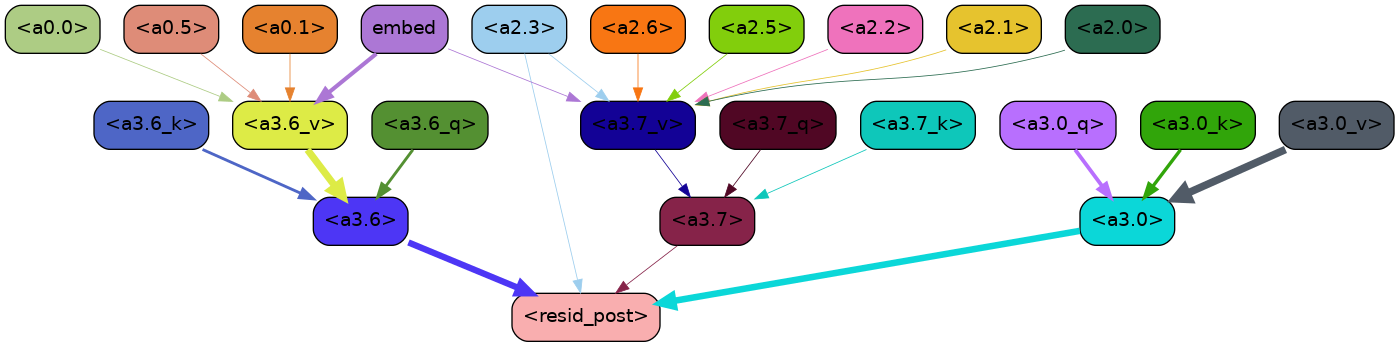 <a0.0> <a0.5> <a0.1> embed <a2.3> <a2.6> <a2.5> <a2.2> <a2.1> <a2.0>
<a3.6_k> <a3.6_v> <a3.6_q> <a3.7_v> <a3.7_q> <a3.7_k> <a3.0_q> <a3.0_k> <a3.0_v>
<a3.6> <a3.7> <a3.0>
<resid_post>